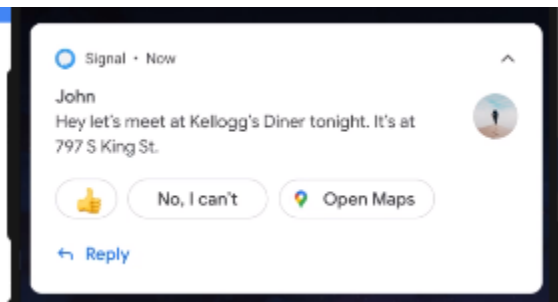 Signal • Now
John
Hey let's meet at Kellogg's Diner tonight. It's at
797 S King St.
👍 No, I can't Open Maps
Reply